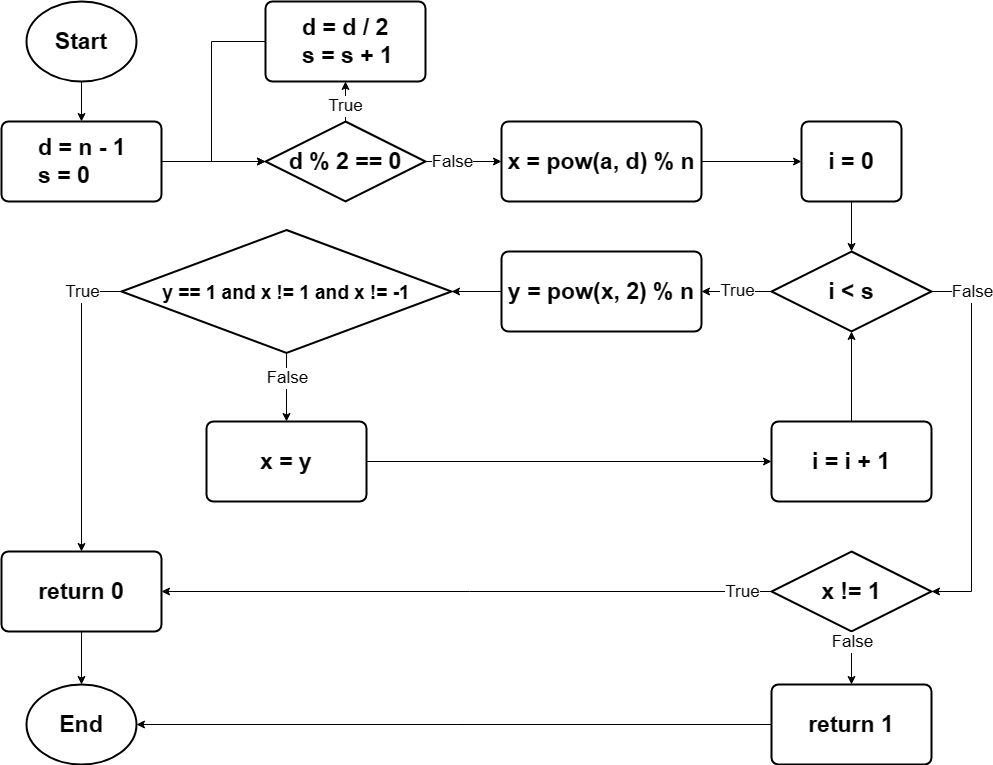 Start
d = d / 2
s = s + 1
True
d = n - 1
s = 0
d % 2 == 0
False
x = pow(a, d) % n
i = 0
True
y == 1 and x != 1 and x != -1
y = pow(x, 2) % n
True
i < s
False
False
x = y
i = i + 1
return 0
True
x != 1
False
End
return 1